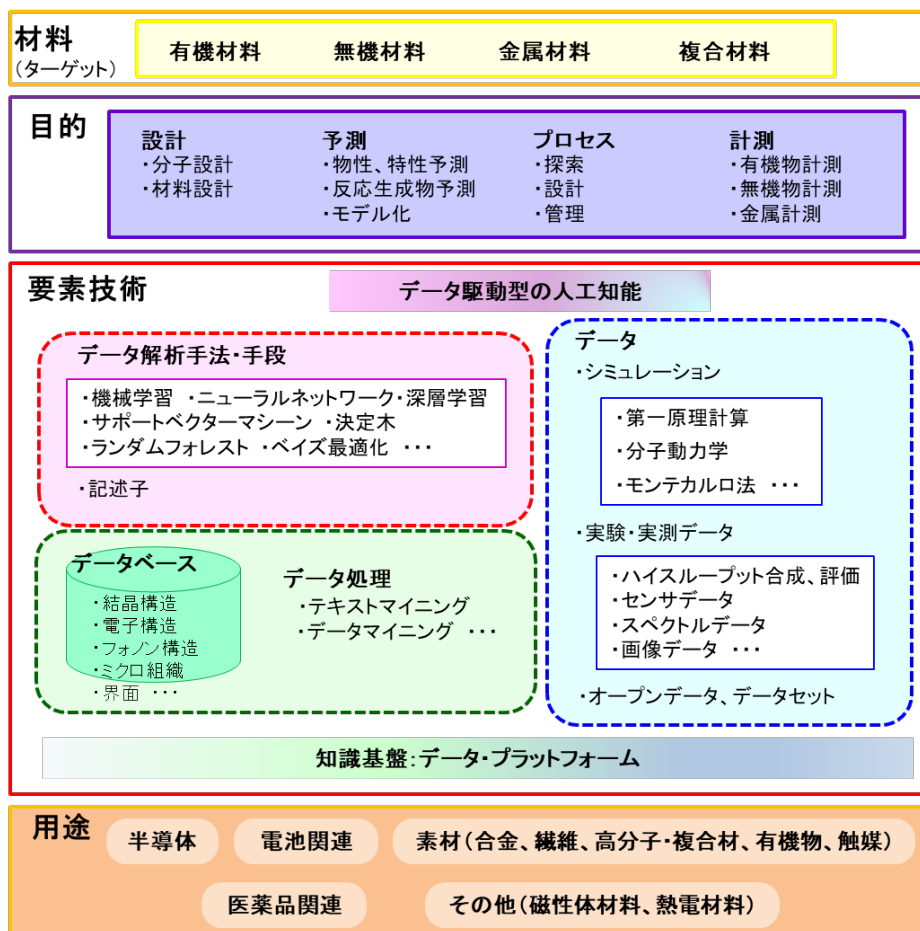 材料
(ターゲット)
有機材料 無機材料 金属材料 複合材料
目的
設計
・分子設計
・材料設計
予測
・物性、特性予測
・反応生成物予測
・モデル化
プロセス
・探索
・設計
・管理
計測
・有機物計測
・無機物計測
・金属計測
要素技術
データ駆動型の人工知能
データ解析手法・手段
・機械学習 ・ニューラルネットワーク・深層学習
・サポートベクターマシーン ・決定木
・ランダムフォレスト ・ベイズ最適化 ・・・
・記述子
データベース
・結晶構造
・電子構造
・フォノン構造
・ミクロ組織
・界面 ・・・
データ処理
・テキストマイニング
・データマイニング ・・・
データ
・シミュレーション
・第一原理計算
・分子動力学
・モンテカルロ法 ・・・
・実験・実測データ
・ハイスループット合成、評価
・センサデータ
・スペクトルデータ
・画像データ ・・・
・オープンデータ、データセット
知識基盤:データ・プラットフォーム
用途
半導体 電池関連 素材(合金、繊維、高分子・複合材、有機物、触媒)
医薬品関連 その他(磁性体材料、熱電材料)